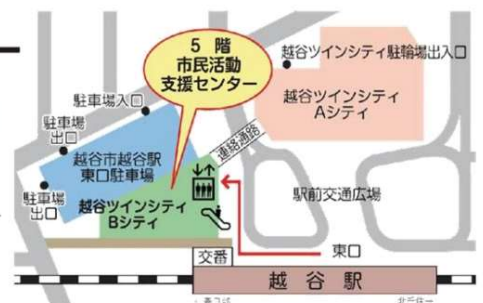 5 階
市民活動
支援センター
越谷ツインシティ駐輪場出入口
越谷ツインシティ
Aシティ
駐車場入口
駐車場
出口
越谷市越谷駅
東口駐車場
連絡通路
駐車場
出口
越谷ツインシティ
Bシティ
駅前交通広場
交番
東口
越谷駅